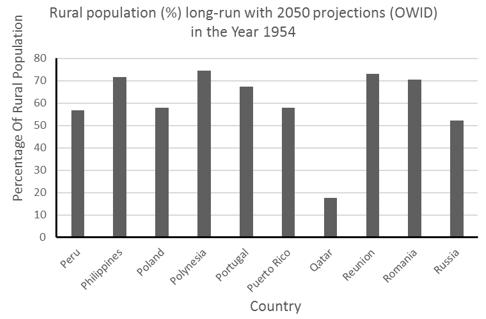 Rural population (%) long-run with 2050 projections (OWID)
in the Year 1954
Percentage Of Rural Population
80
70
60
50
40
30
20
10
0
Peru
Philippines
Poland
Polynesia
Portugal
Puerto Rico
Qatar
Reunion
Romania
Russia
Country